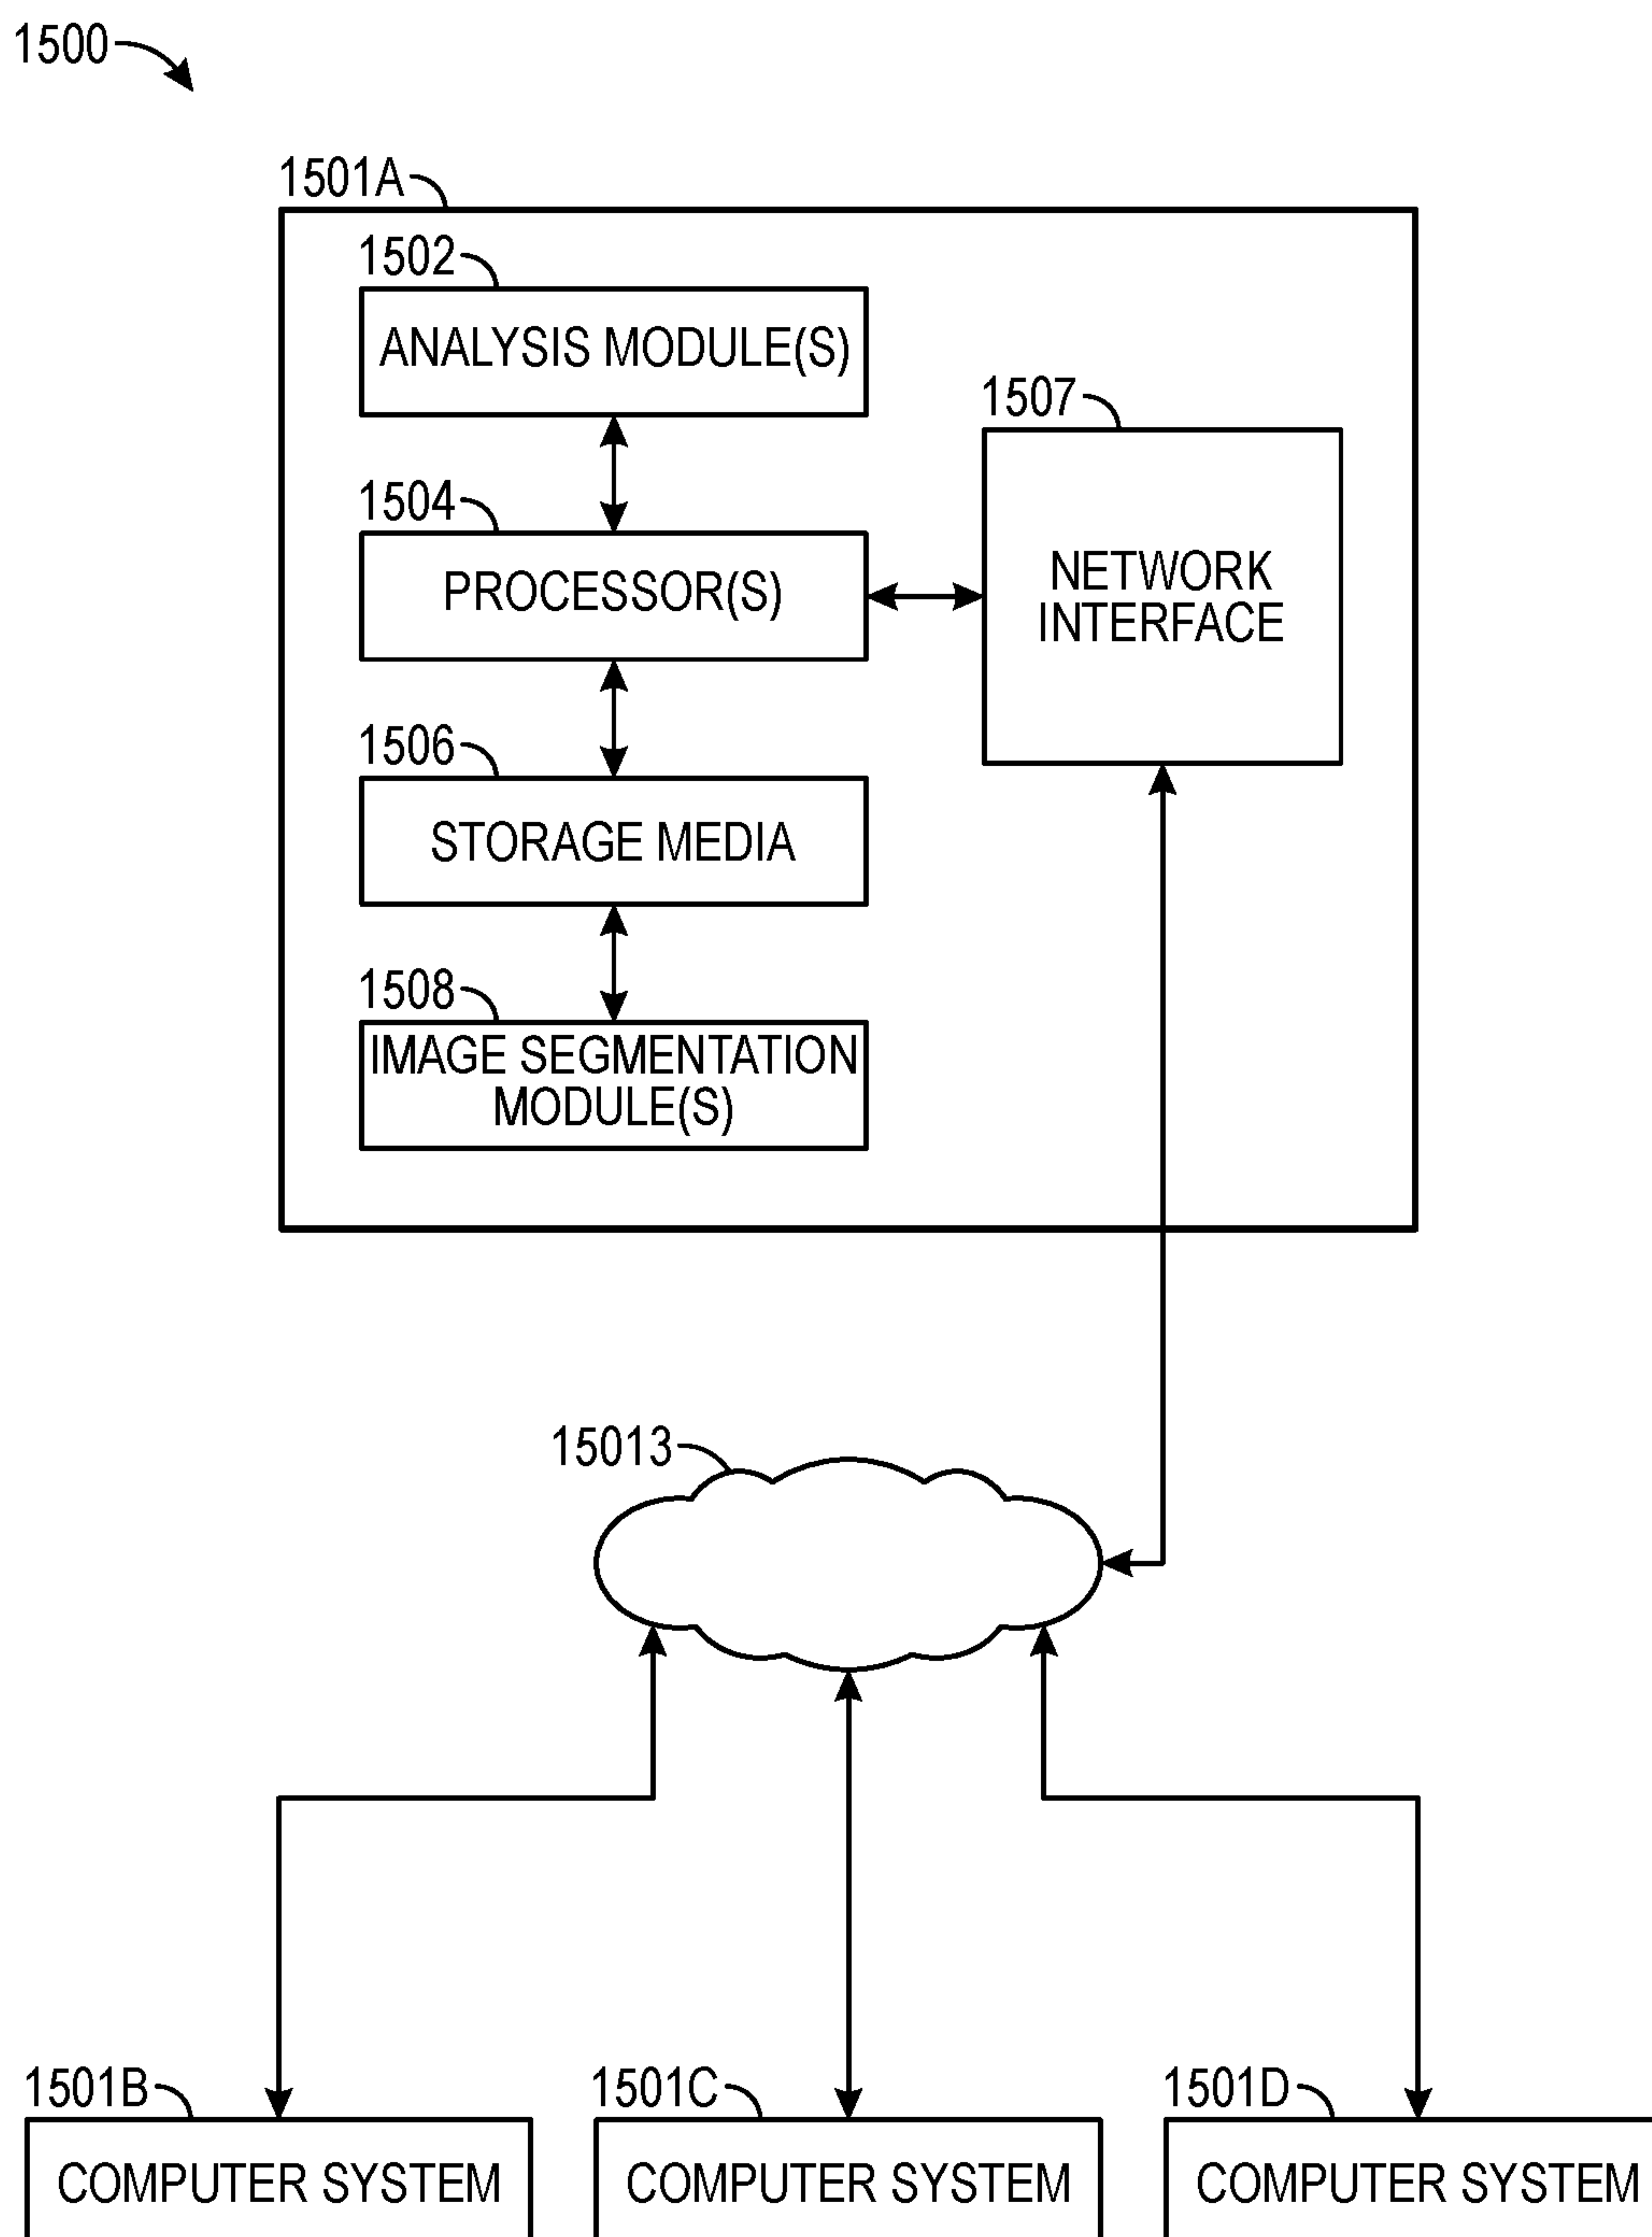 1500
1501A
1502
ANALYSIS MODULE(S)
1507
1504
PROCESSOR(S)
NETWORK
INTERFACE
1506
STORAGE MEDIA
1508
IMAGE SEGMENTATION
MODULE(S)
15013
1501B
1501C
1501D
COMPUTER SYSTEM
COMPUTER SYSTEM
COMPUTER SYSTEM